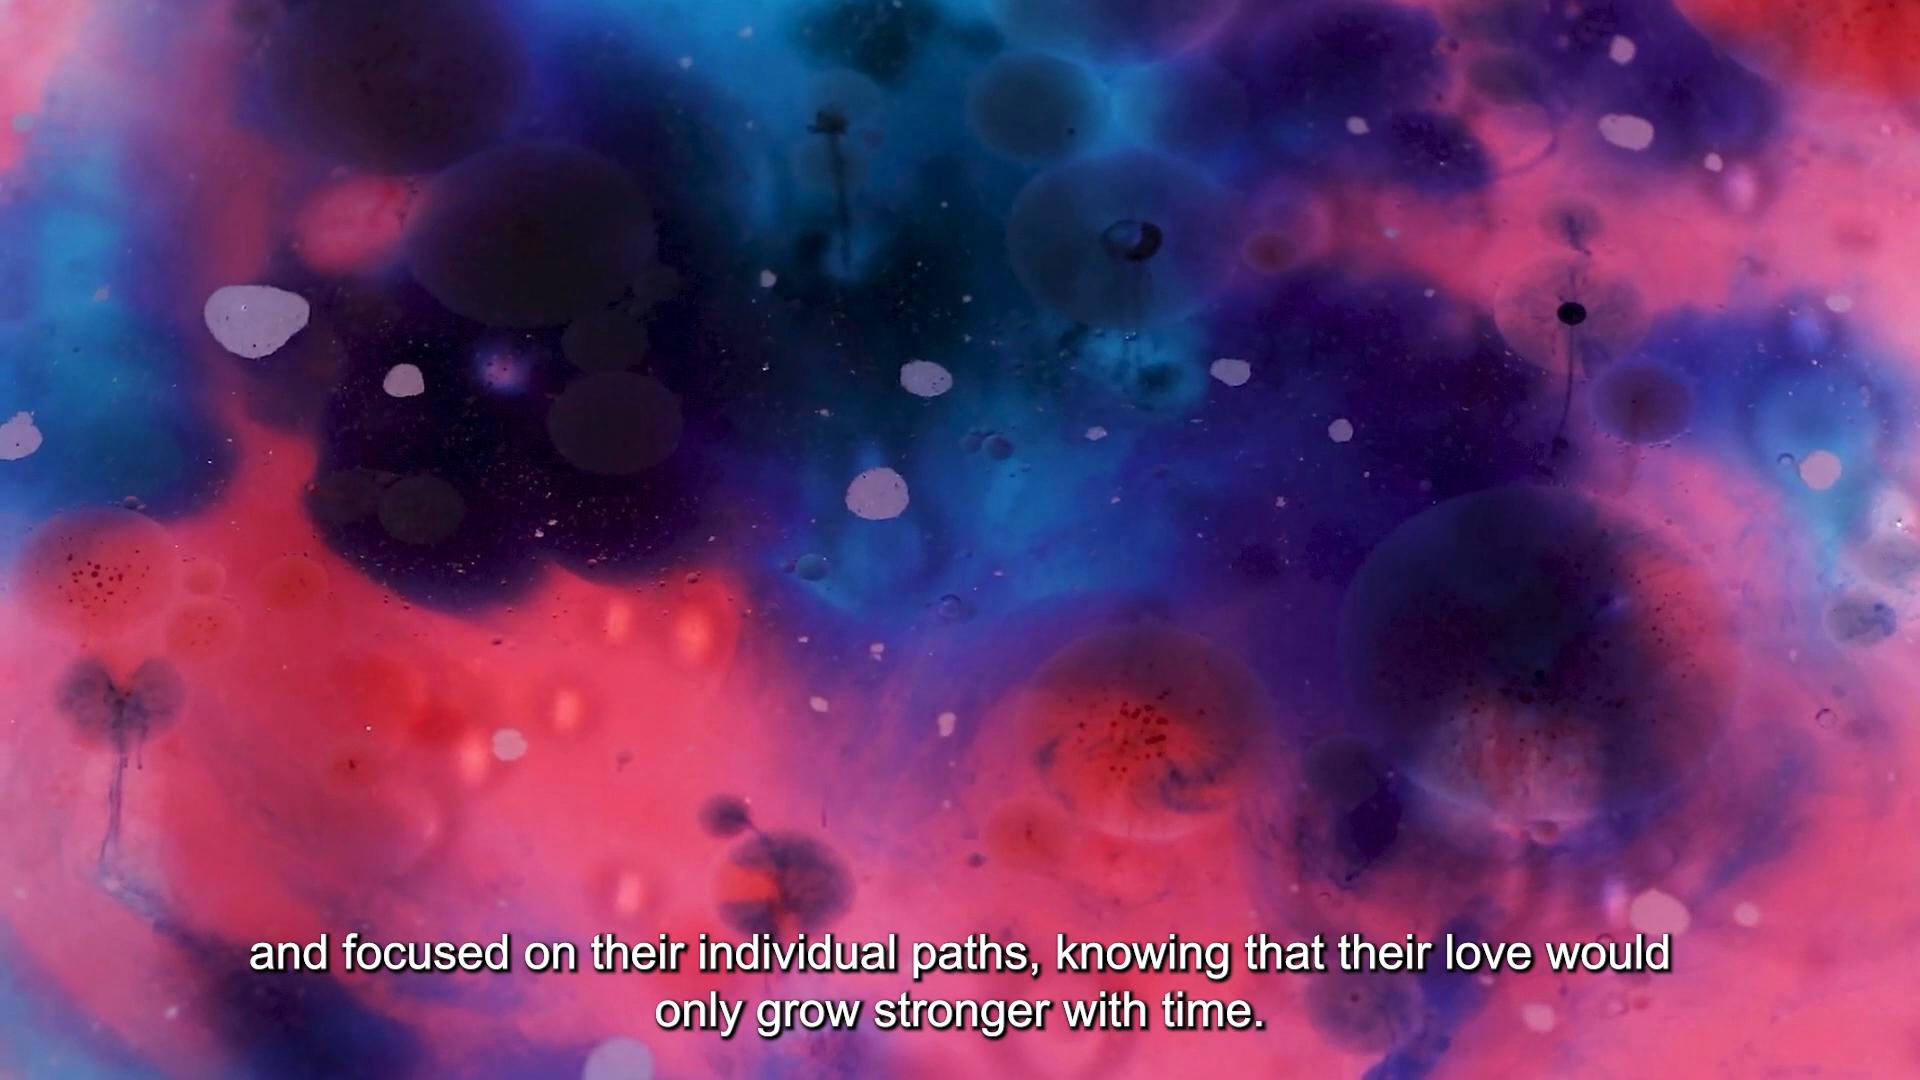 and focused on their individual paths, knowing that their love would
only grow stronger with time.